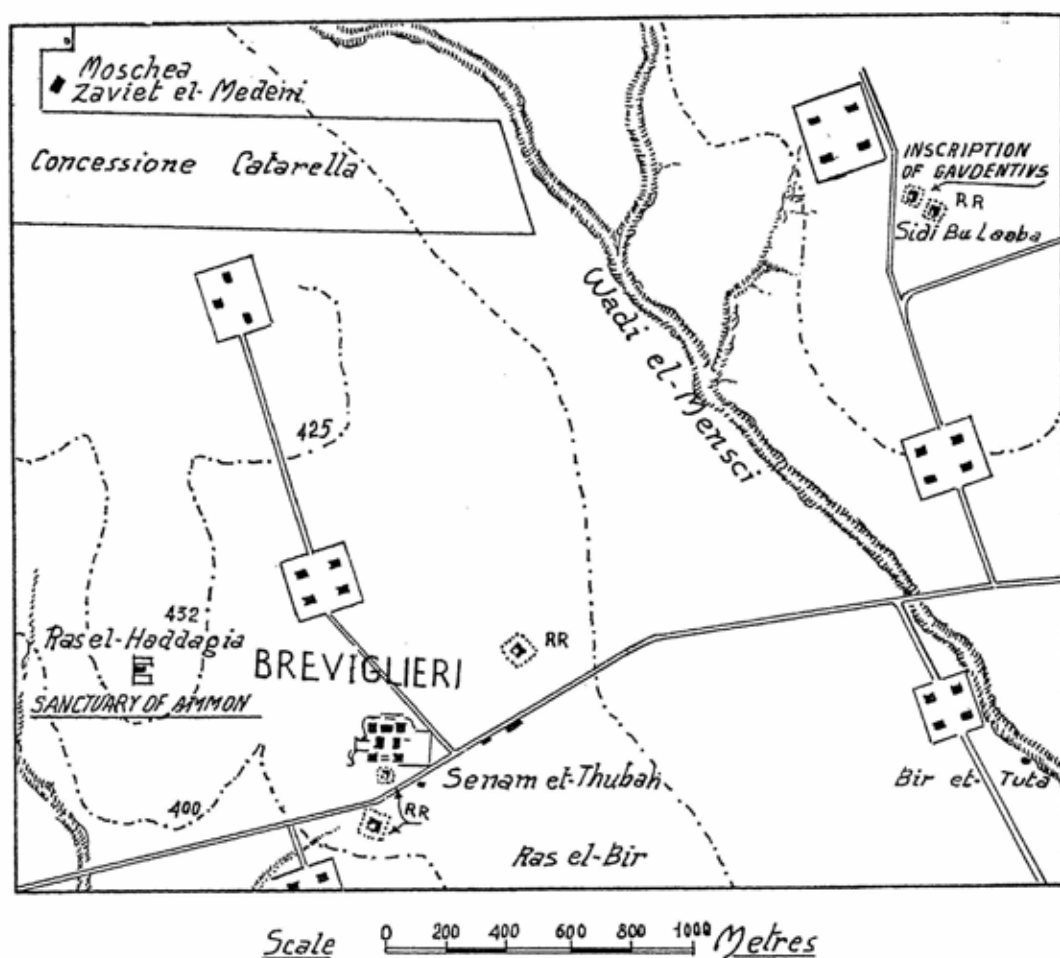 Moschea
Zaviet el-Medeini
Concessione Catarella
INSCRIPTION
OF GAVDENTIVS
RR
Sidi Bu Laaba
Wadi el-Mensci
425
432
Ras el-Haddagia
SANCTUARY OF AMMON
BREVIGLIERI
RR
Senam et-Thubah
Bir et-Tuta
400
RR
Ras el-Bir
Scale 0 200 400 600 800 1000 Metres